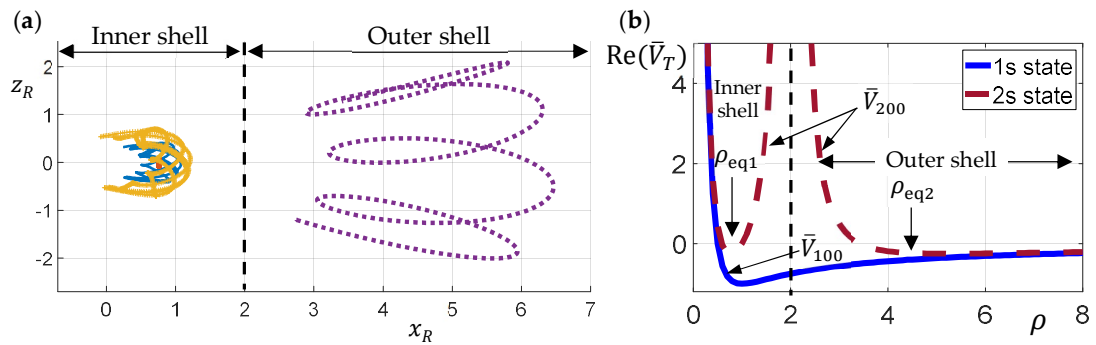 (a)
Inner shell
Outer shell
z_R
2
1
0
-1
-2
0
1
2
3
4
5
6
7
x_R
(b)
Re(V̄_T)
4
2
0
0
2
4
6
8
ρ
1s state
2s state
Inner
shell
V̄_200
ρ_eq1
Outer shell
ρ_eq2
V̄_100